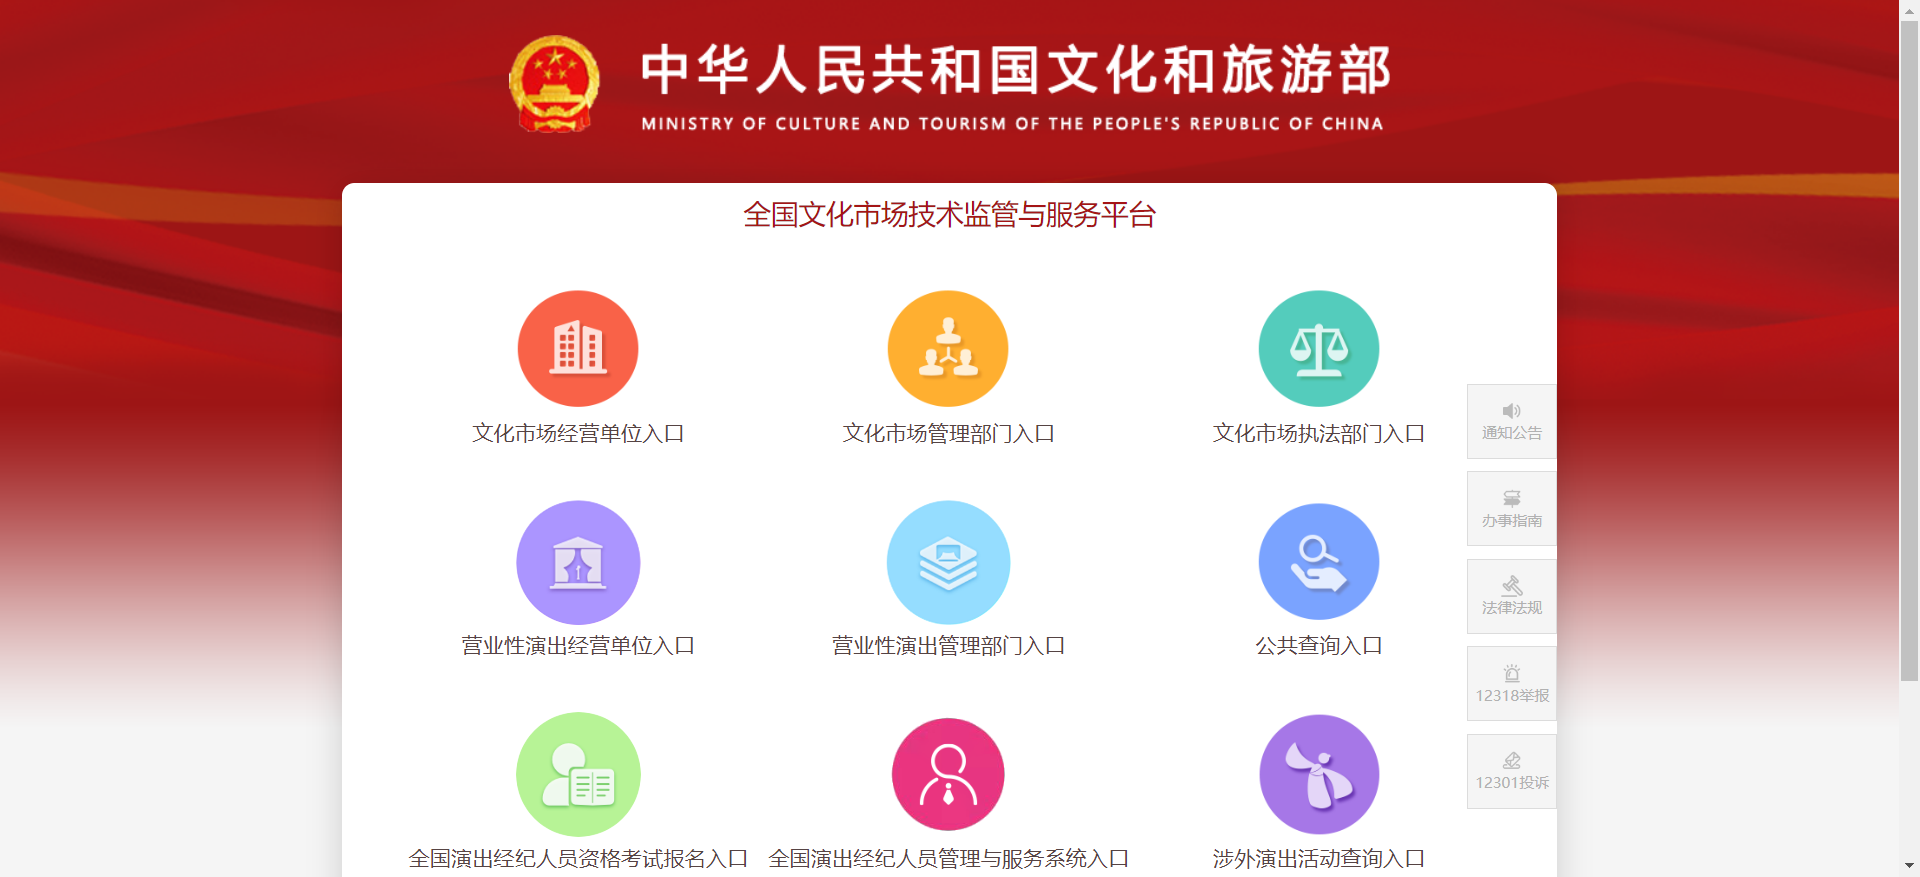 中华人民共和国文化和旅游部
MINISTRY OF CULTURE AND TOURISM OF THE PEOPLE'S REPUBLIC OF CHINA
全国文化市场技术监管与服务平台
文化市场经营单位入口
文化市场管理部门入口
文化市场执法部门入口
营业性演出经营单位入口
营业性演出管理部门入口
公共查询入口
全国演出经纪人员资格考试报名入口
全国演出经纪人员管理与服务系统入口
涉外演出活动查询入口
通知公告
办事指南
法律法规
12318举报
12301投诉